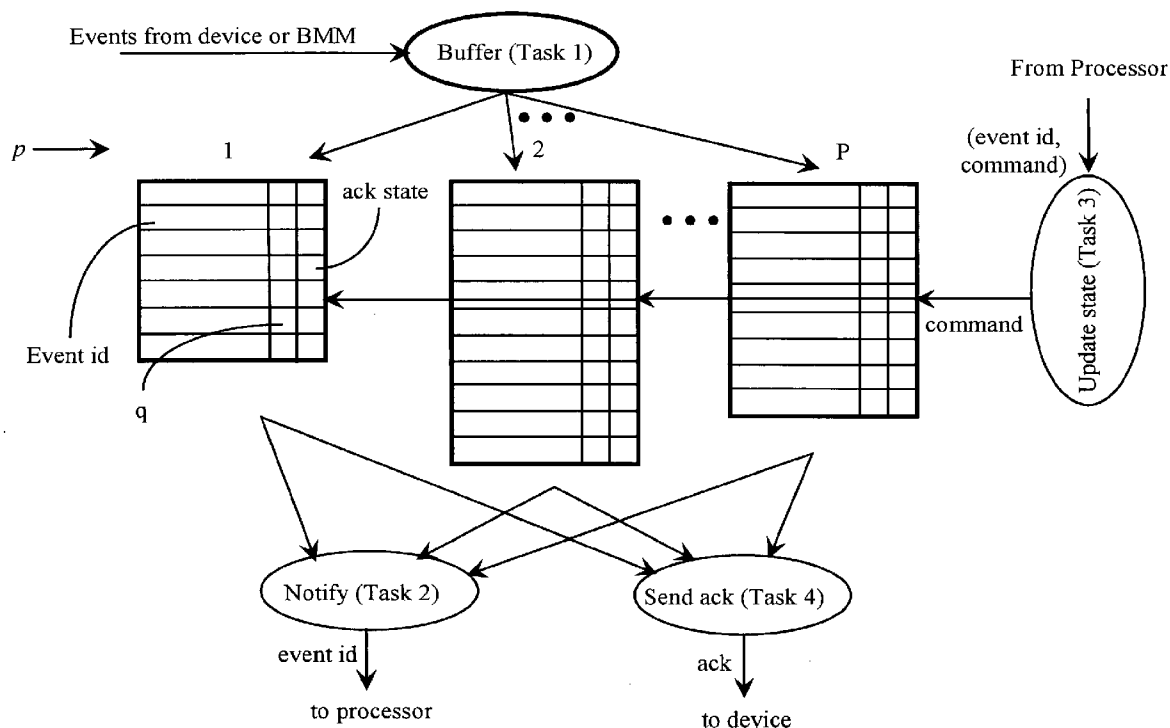 Events from device or BMM
Buffer (Task 1)
From Processor
p
1
2
P
(event id,
command)
ack state
Update state (Task 3)
command
Event id
q
Notify (Task 2)
Send ack (Task 4)
event id
ack
to processor
to device